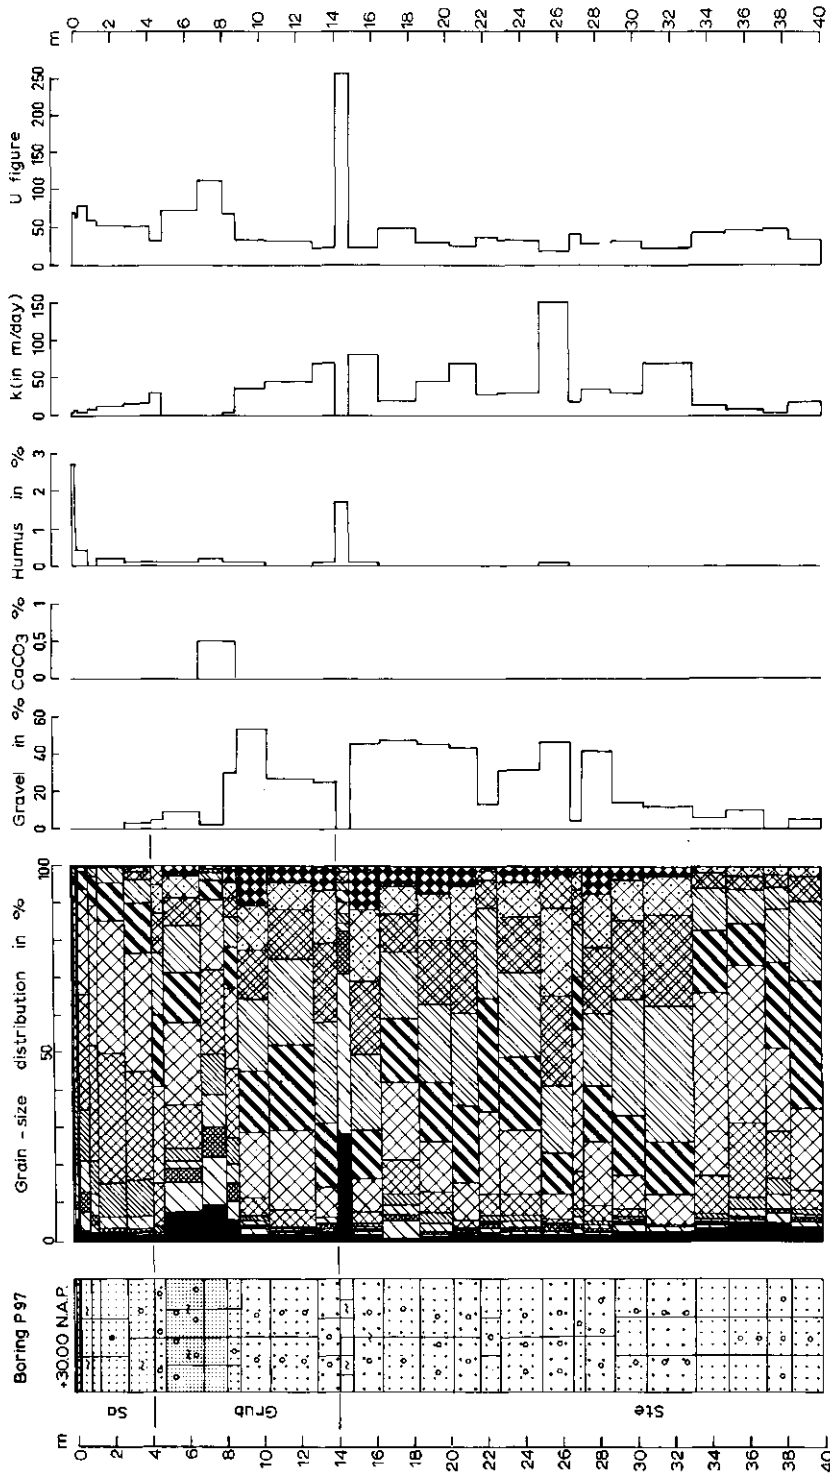 m
0
2
4
6
8
10
12
14
16
18
20
22
24
26
28
30
32
34
36
38
40
Sa
Grub
Ste
Boring P 97
+30.00 N.A.P.
Grain - size distribution in %
0 50 100
Gravel in %
0 20 40 60
CaCO3 %
0 0.5 1
Humus in %
0 1 2 3
k(in m/day)
0 50 100 150
U figure
0 50 100 150 200 250
m
0
2
4
6
8
10
12
14
16
18
20
22
24
26
28
30
32
34
36
38
40